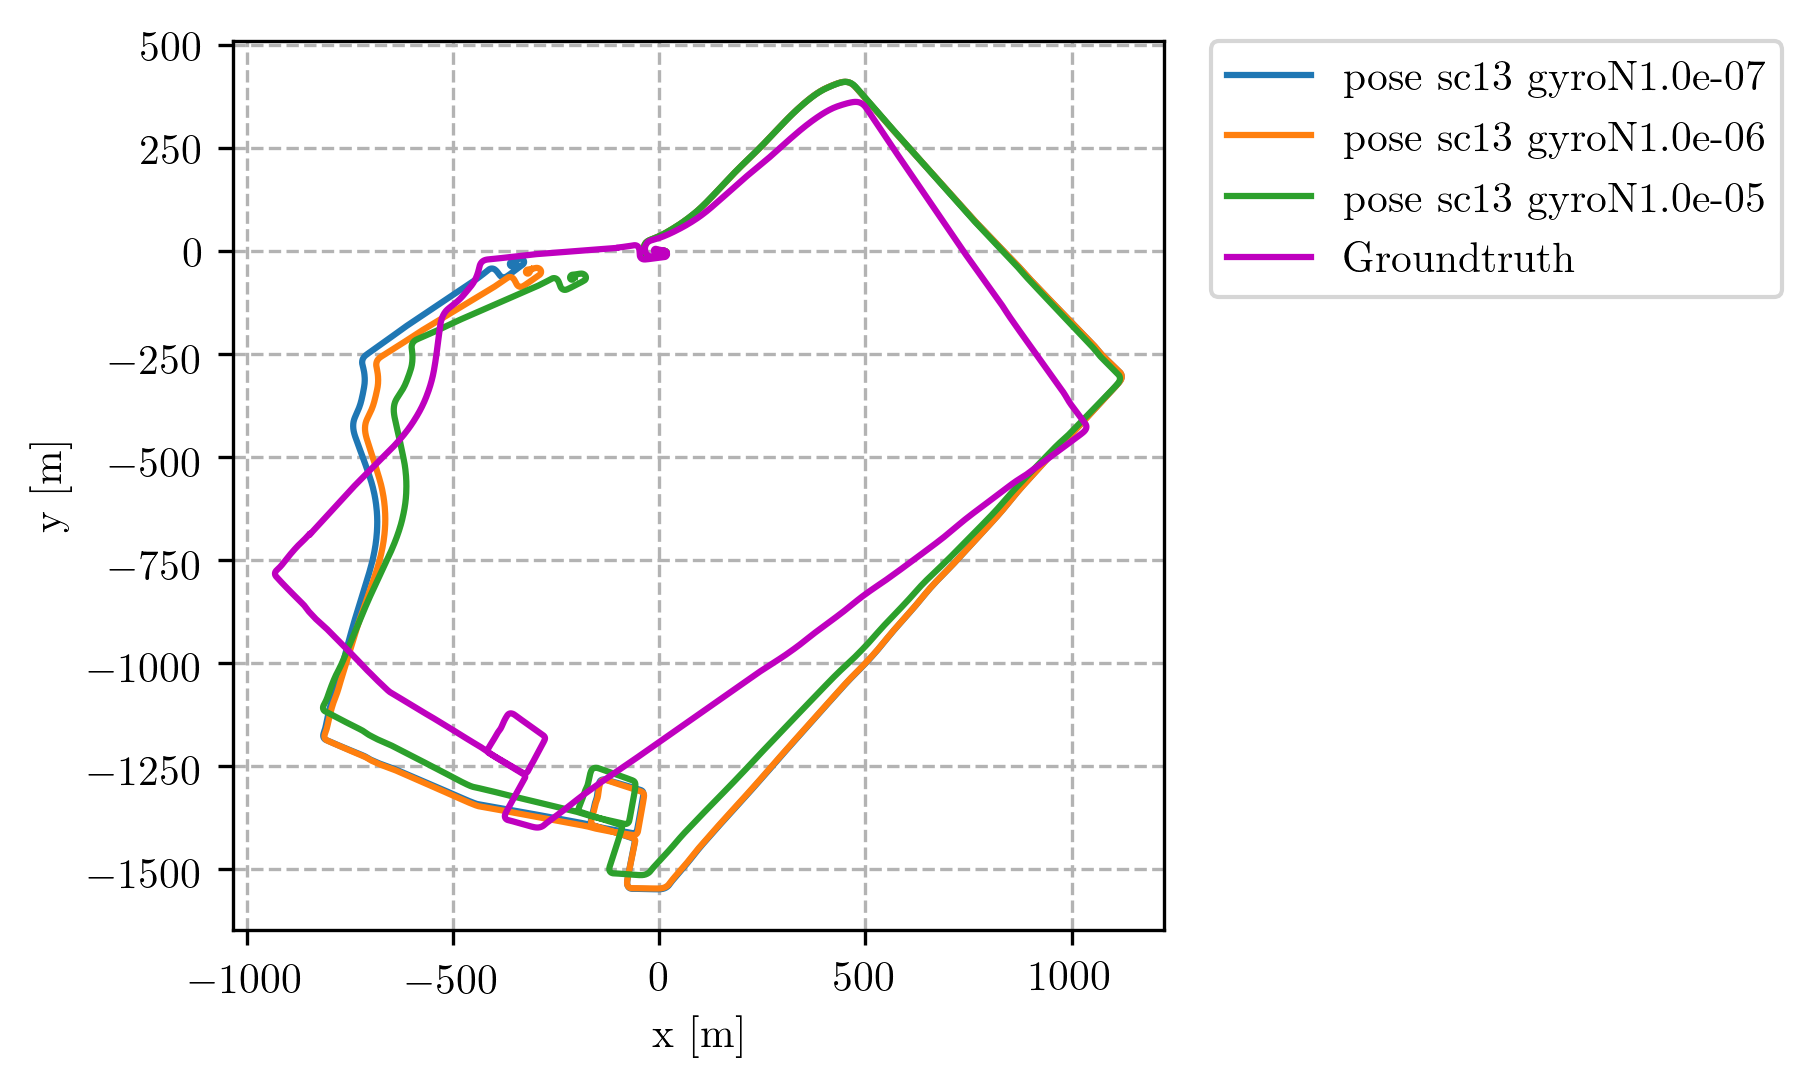 500
250
0
−250
−500
−750
−1000
−1250
−1500
y [m]
−1000
−500
0
500
1000
x [m]
pose sc13 gyroN1.0e-07
pose sc13 gyroN1.0e-06
pose sc13 gyroN1.0e-05
Groundtruth